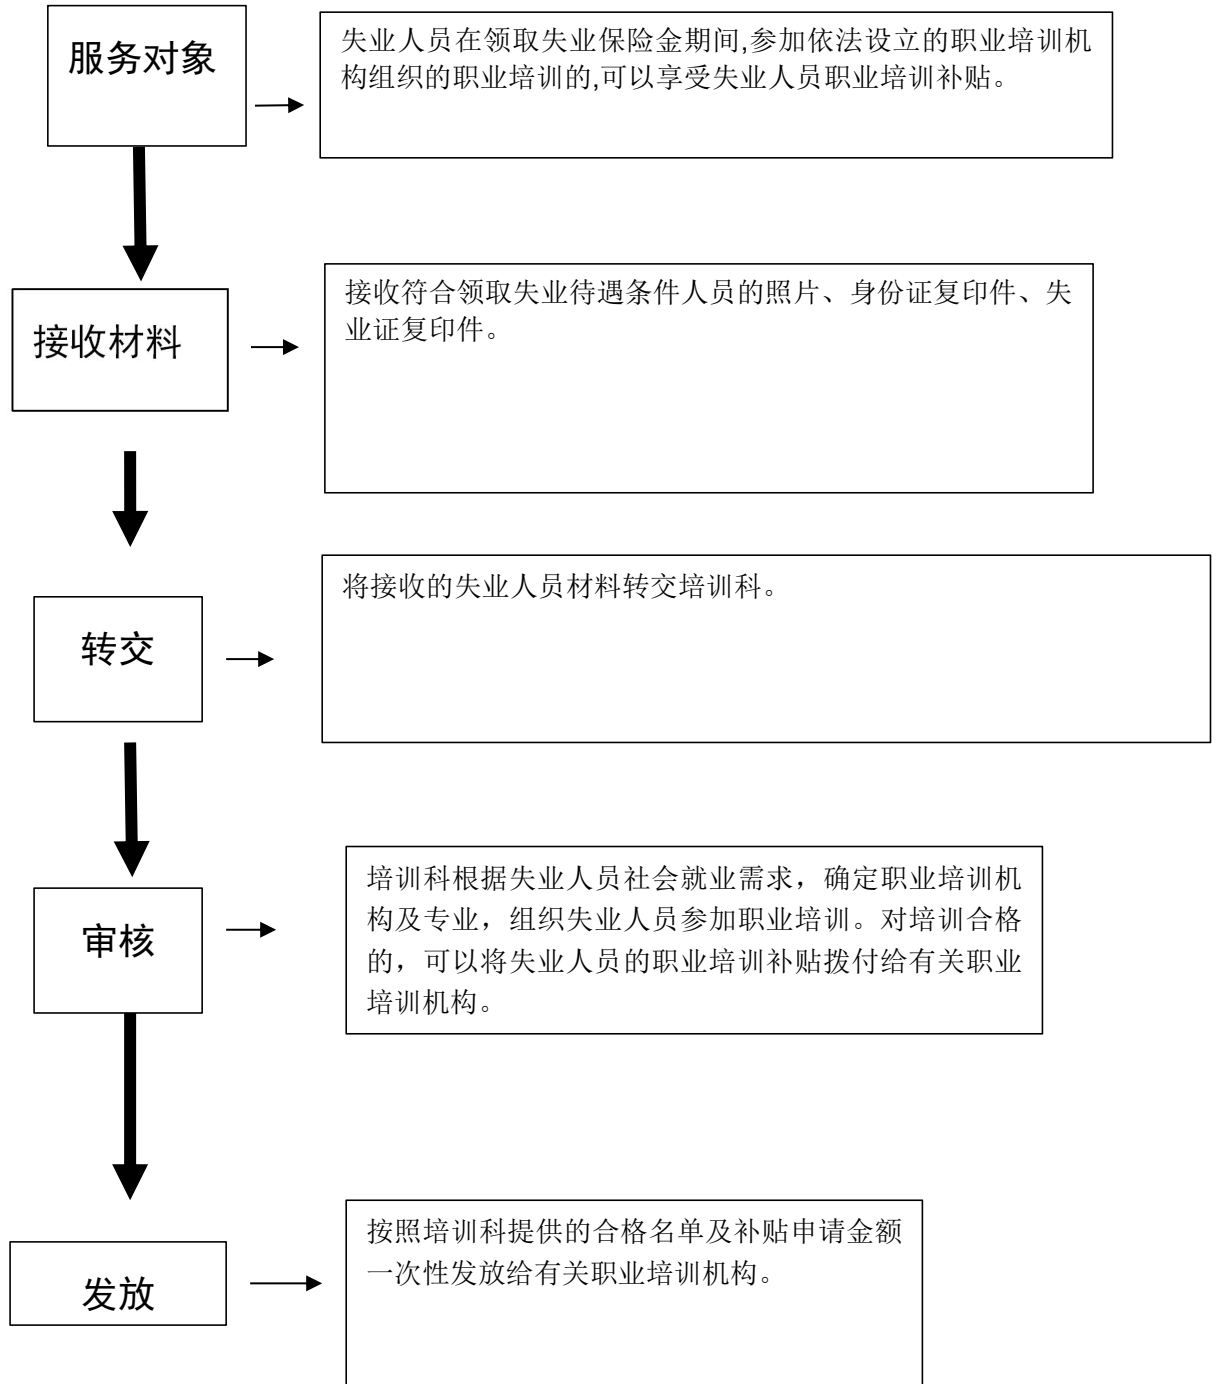 服务对象
失业人员在领取失业保险金期间,参加依法设立的职业培训机
构组织的职业培训的,可以享受失业人员职业培训补贴。
接收材料
接收符合领取失业待遇条件人员的照片、身份证复印件、失
业证复印件。
转交
将接收的失业人员材料转交培训科。
审核
培训科根据失业人员社会就业需求，确定职业培训机
构及专业，组织失业人员参加职业培训。对培训合格
的，可以将失业人员的职业培训补贴拨付给有关职业
培训机构。
发放
按照培训科提供的合格名单及补贴申请金额
一次性发放给有关职业培训机构。